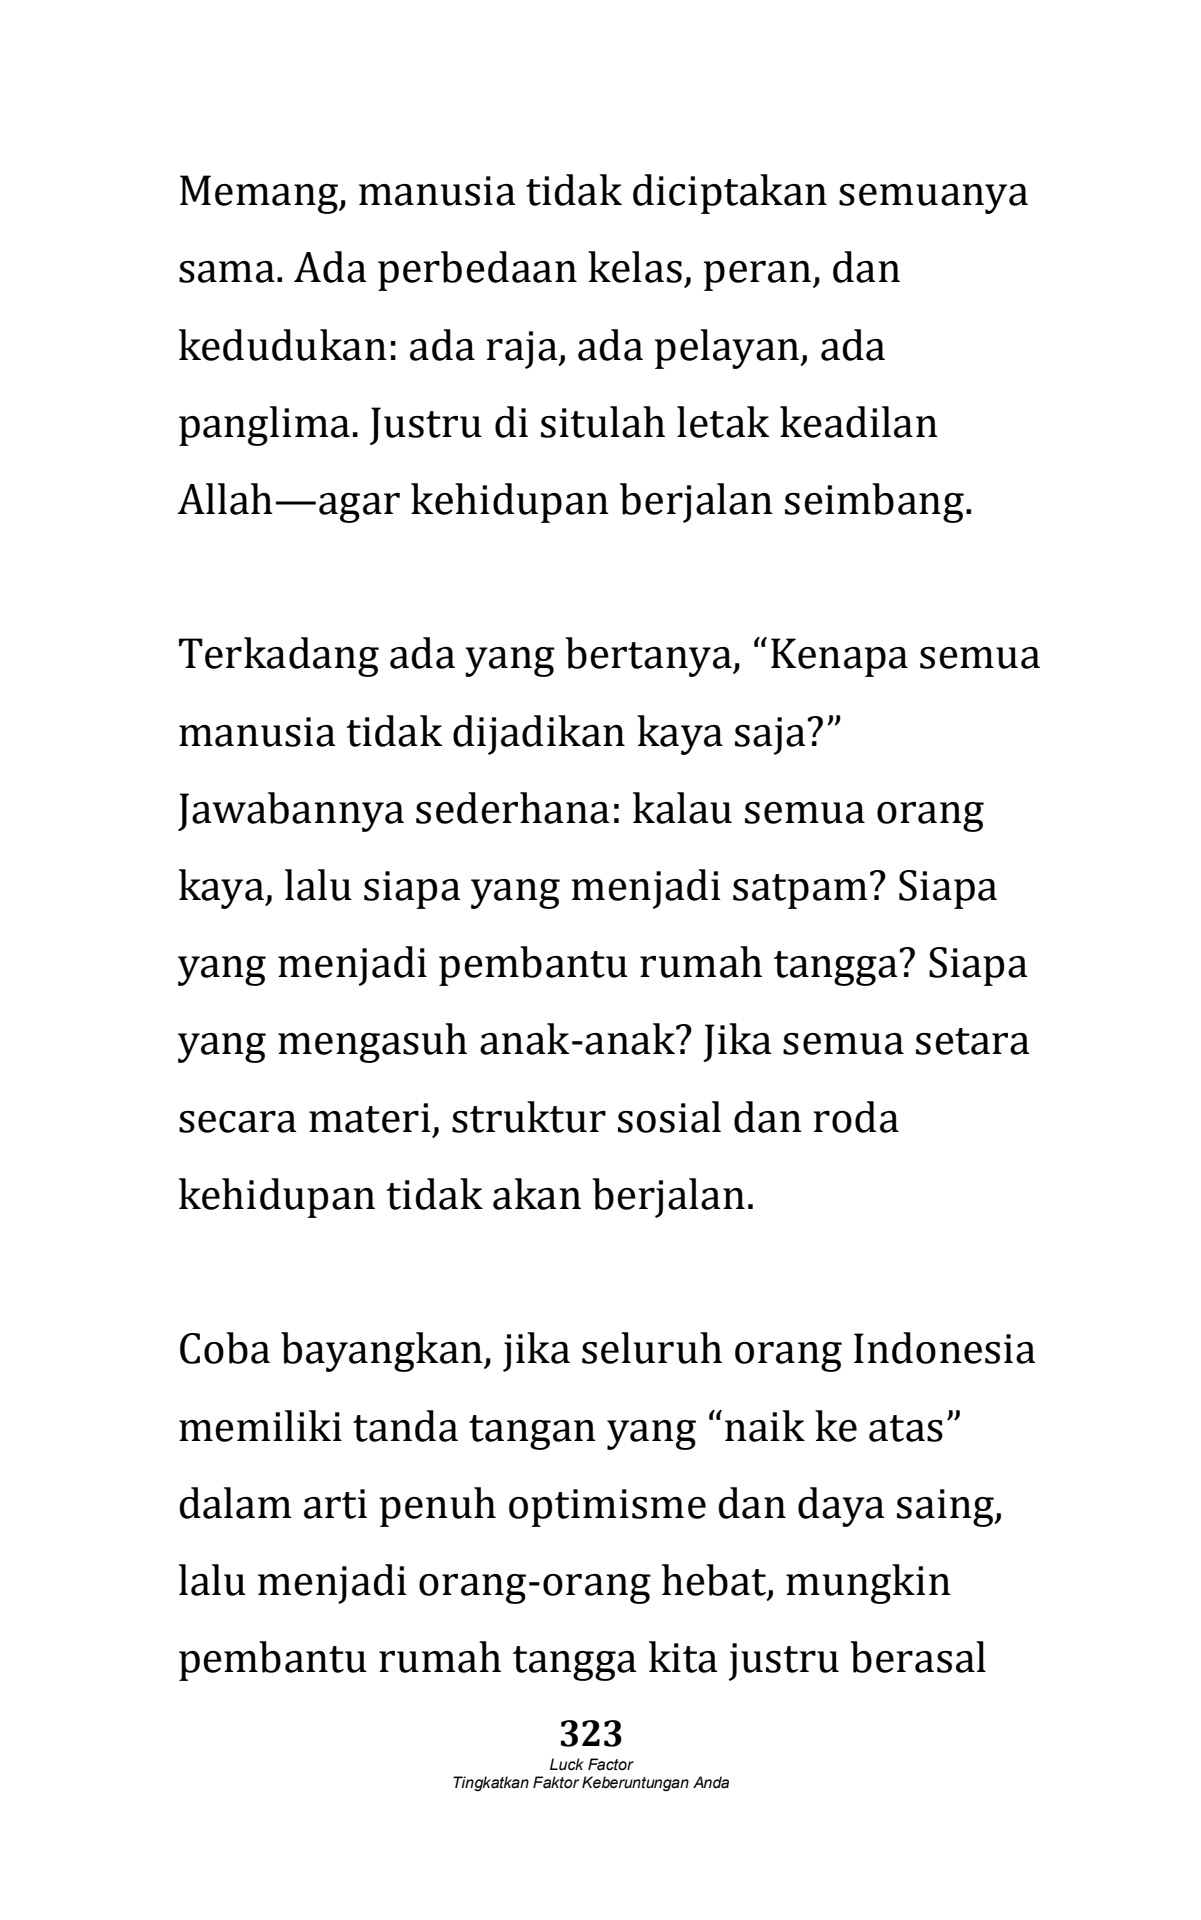 Memang, manusia tidak diciptakan semuanya
sama. Ada perbedaan kelas, peran, dan
kedudukan: ada raja, ada pelayan, ada
panglima. Justru di situlah letak keadilan
Allah—agar kehidupan berjalan seimbang.
Terkadang ada yang bertanya, “Kenapa semua
manusia tidak dijadikan kaya saja?”
Jawabannya sederhana: kalau semua orang
kaya, lalu siapa yang menjadi satpam? Siapa
yang menjadi pembantu rumah tangga? Siapa
yang mengasuh anak-anak? Jika semua setara
secara materi, struktur sosial dan roda
kehidupan tidak akan berjalan.
Coba bayangkan, jika seluruh orang Indonesia
memiliki tanda tangan yang “naik ke atas”
dalam arti penuh optimisme dan daya saing,
lalu menjadi orang-orang hebat, mungkin
pembantu rumah tangga kita justru berasal
323
Luck Factor
Tingkatkan Faktor Keberuntungan Anda